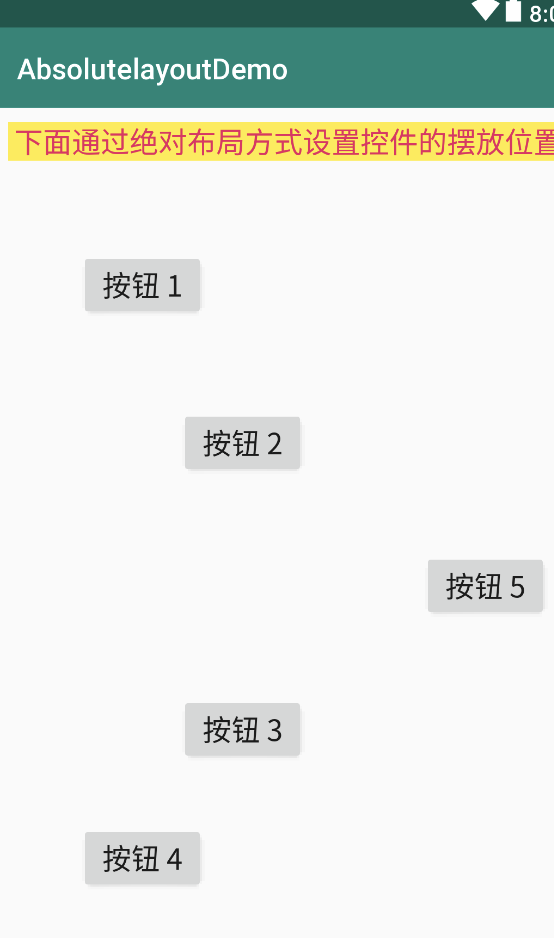 8:0
AbsolutelayoutDemo
下面通过绝对布局方式设置控件的摆放位置
按钮 1
按钮 2
按钮 5
按钮 3
按钮 4